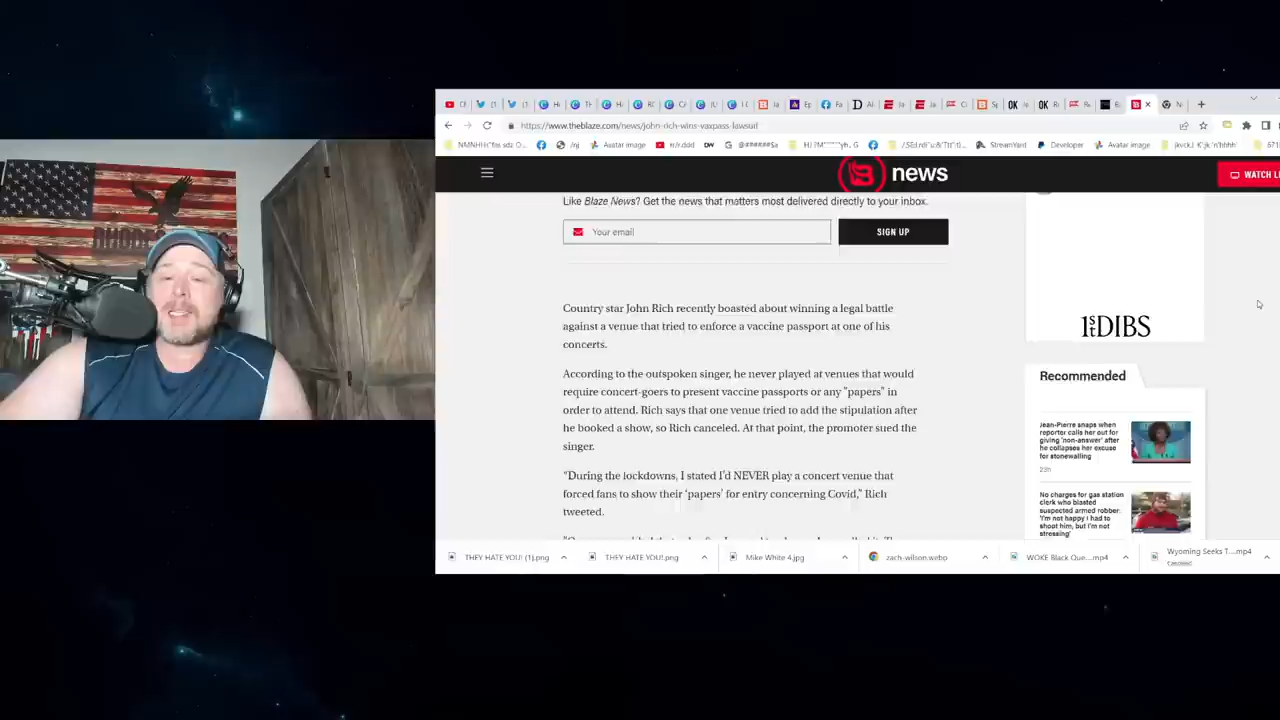 https://www.theblaze.com/news/john-rich-wins-vaxpass-lawsuit
Avatar image
StreamYard
Developer
Avatar image
news
WATCH LI
Like Blaze News? Get the news that matters most delivered directly to your inbox.
Your email
SIGN UP
Country star John Rich recently boasted about winning a legal battle
against a venue that tried to enforce a vaccine passport at one of his
concerts.
According to the outspoken singer, he never played at venues that would
require concert-goers to present vaccine passports or any "papers" in
order to attend. Rich says that one venue tried to add the stipulation after
he booked a show, so Rich canceled. At that point, the promoter sued the
singer.
“During the lockdowns, I stated I'd NEVER play a concert venue that
forced fans to show their ‘papers’ for entry concerning Covid,” Rich
tweeted.
1stDIBS
Recommended
Jean-Pierre snaps when
reporter calls her out for
giving 'non-answer' after
he collapses her excuse
for stonewalling
23h
No charges for gas station
clerk who blasted
suspected armed robber:
'I'm not happy I had to
shoot him, but I'm not
stressing'
THEY HATE YOU! (1).png
THEY HATE YOU!.png
Mike White 4.jpg
zach-wilson.webp
WOKE Black Que....mp4
Wyoming Seeks T....mp4
Canceled